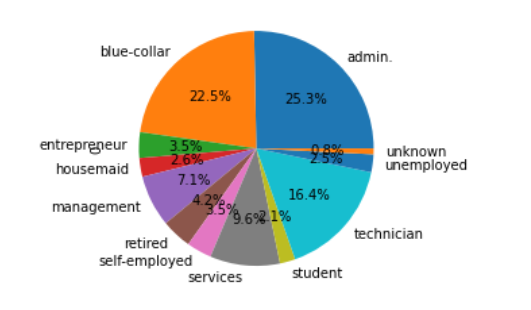 blue-collar
admin.
22.5%
25.3%
entrepreneur
3.5%
0.8%
unknown
housemaid
2.6%
2.5%
unemployed
management
7.1%
16.4%
4.2%
3.5%
9.6%
2.1%
technician
retired
self-employed
services
student